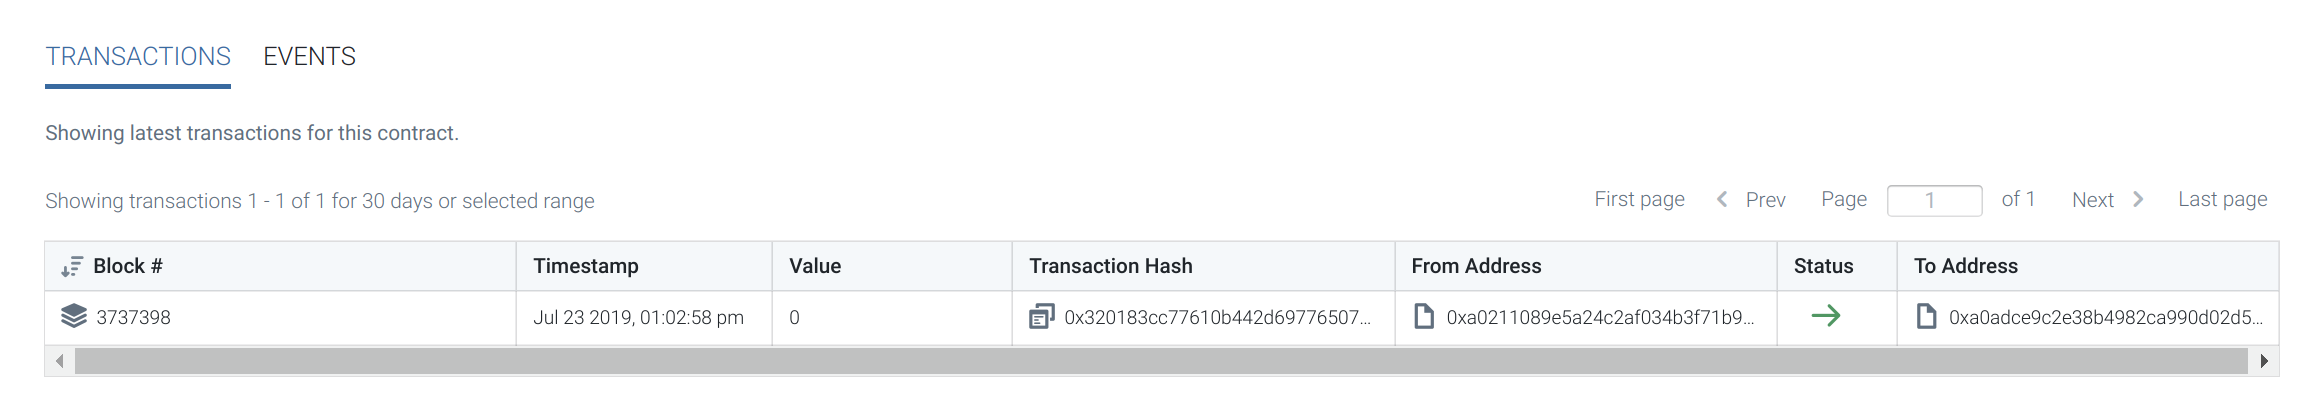 TRANSACTIONS EVENTS
Showing latest transactions for this contract.
Showing transactions 1 - 1 of 1 for 30 days or selected range First page Prev Page 1 of 1 Next Last page
Block # Timestamp Value Transaction Hash From Address Status To Address
3737398 Jul 23 2019, 01:02:58 pm 0 0x320183cc77610b442d69776507... 0xa0211089e5a24c2af034b3f71b9... 0xa0adce9c2e38b4982ca990d02d5...